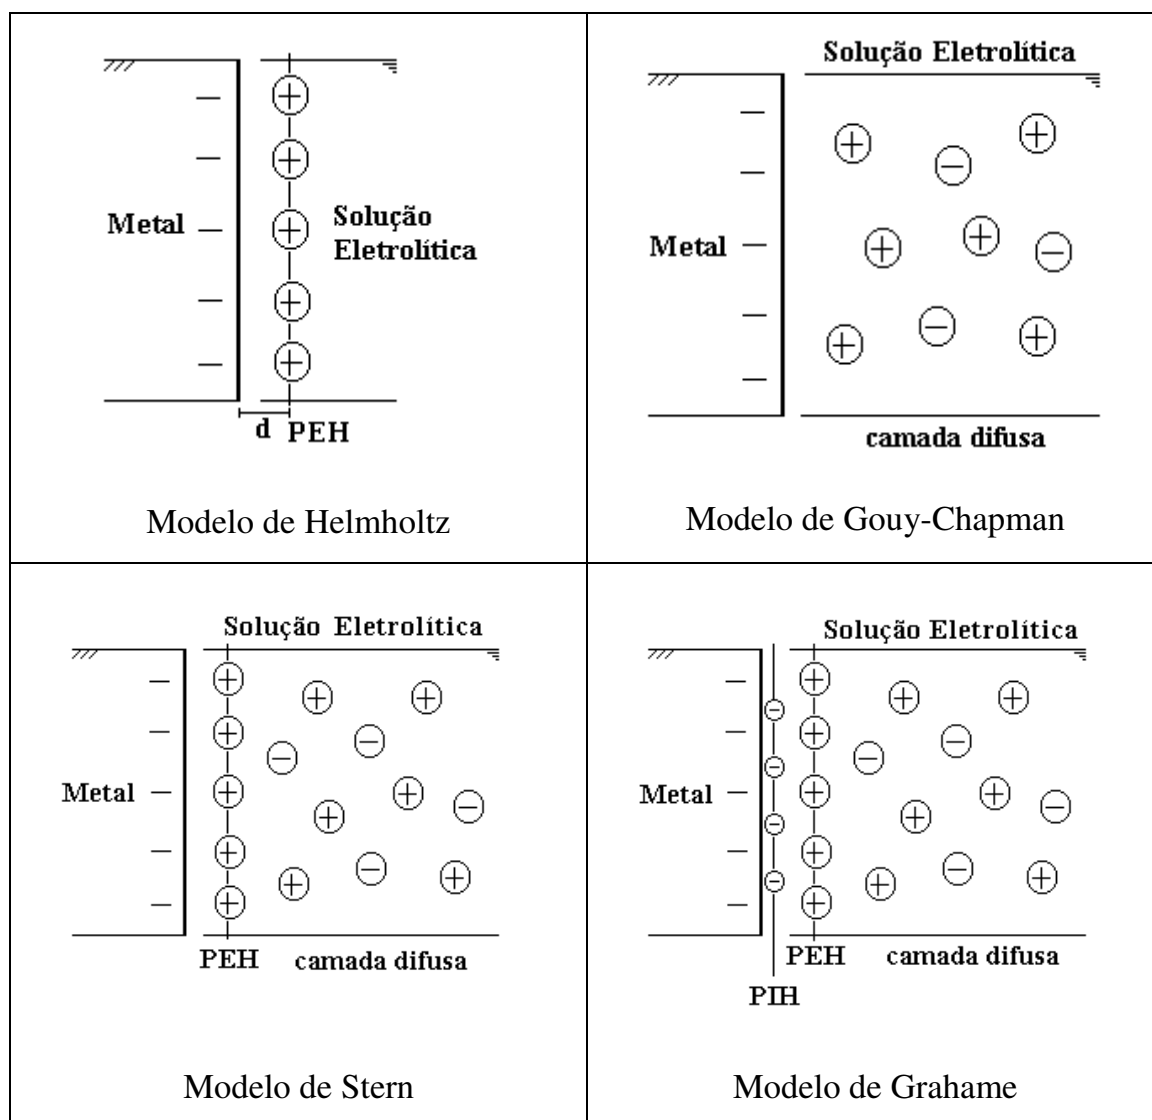 Metal
Solução
Eletrolítica
d PEH
Modelo de Helmholtz
Solução Eletrolítica
Metal
camada difusa
Modelo de Gouy-Chapman
Solução Eletrolítica
Metal
PEH camada difusa
Modelo de Stern
Solução Eletrolítica
Metal
PEH camada difusa
PIH
Modelo de Grahame